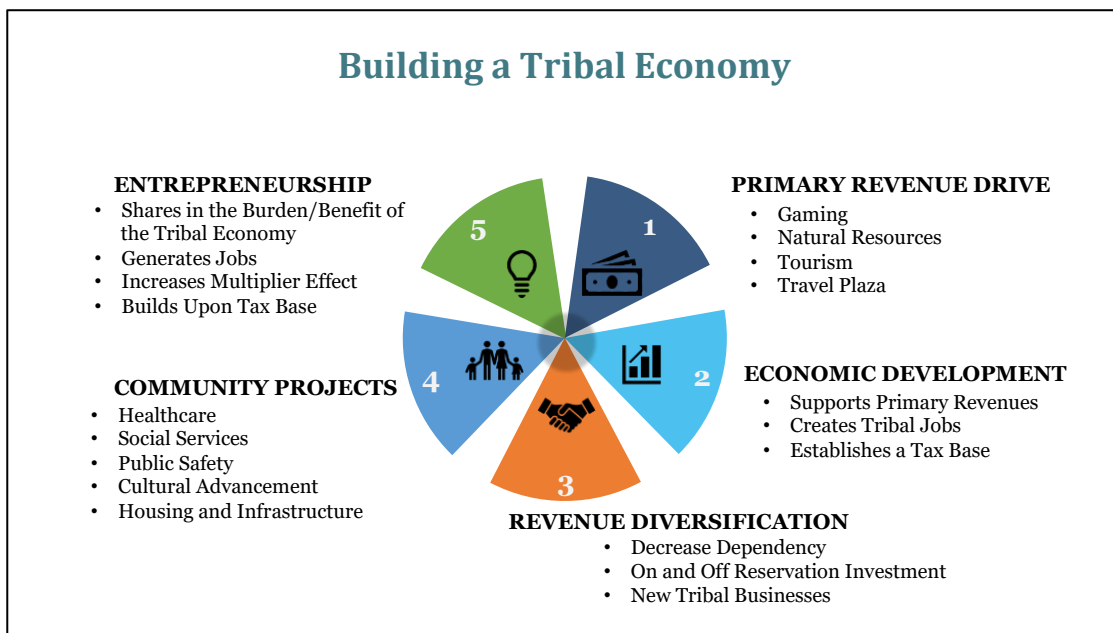 Building a Tribal Economy
1
PRIMARY REVENUE DRIVE
• Gaming
• Natural Resources
• Tourism
• Travel Plaza
2
ECONOMIC DEVELOPMENT
• Supports Primary Revenues
• Creates Tribal Jobs
• Establishes a Tax Base
3
REVENUE DIVERSIFICATION
• Decrease Dependency
• On and Off Reservation Investment
• New Tribal Businesses
4
COMMUNITY PROJECTS
• Healthcare
• Social Services
• Public Safety
• Cultural Advancement
• Housing and Infrastructure
5
ENTREPRENEURSHIP
• Shares in the Burden/Benefit of
the Tribal Economy
• Generates Jobs
• Increases Multiplier Effect
• Builds Upon Tax Base